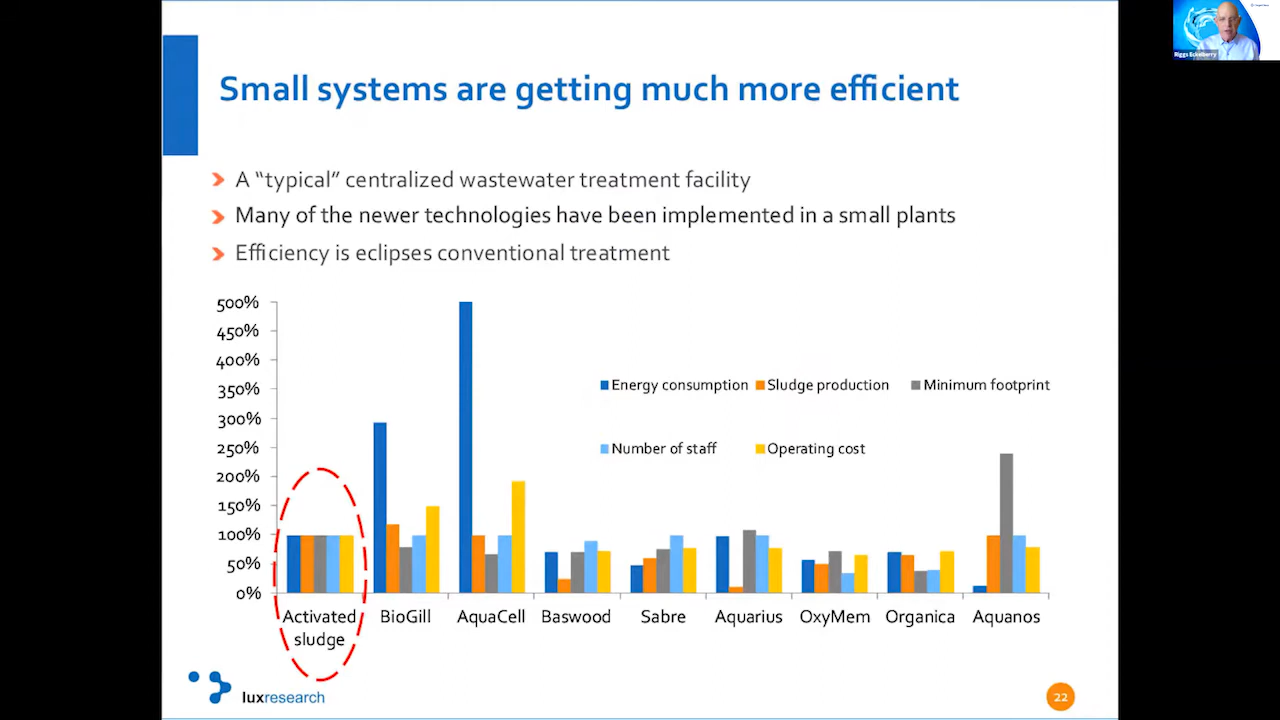 Small systems are getting much more efficient
A “typical” centralized wastewater treatment facility
Many of the newer technologies have been implemented in a small plants
Efficiency is eclipses conventional treatment
500%
450%
400%
350%
300%
250%
200%
150%
100%
50%
0%
Energy consumption Sludge production Minimum footprint
Number of staff Operating cost
Activated sludge BioGill AquaCell Baswood Sabre Aquarius OxyMem Organica Aquanos
luxresearch
22
Riggs Eckelberry